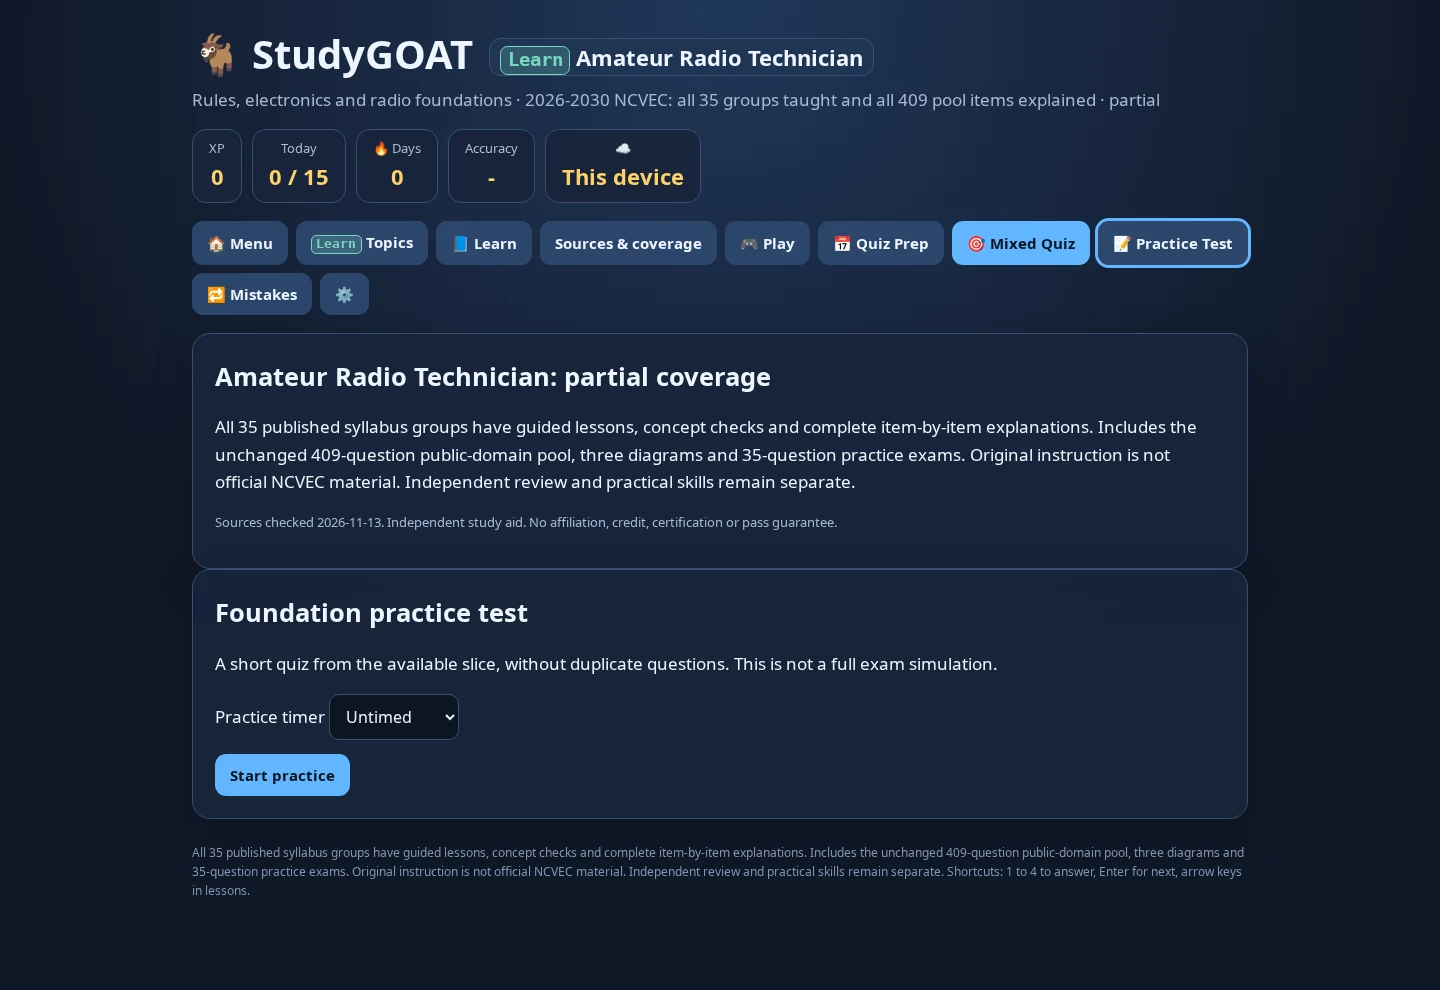 StudyGOAT Learn Amateur Radio Technician
Rules, electronics and radio foundations · 2026-2030 NCVEC: all 35 groups taught and all 409 pool items explained · partial
XP
0
Today
0 / 15
🔥 Days
0
Accuracy
-
☁️
This device
🏠 Menu
Learn Topics
📘 Learn
Sources & coverage
🎮 Play
📅 Quiz Prep
🎯 Mixed Quiz
📝 Practice Test
🔁 Mistakes
⚙️
Amateur Radio Technician: partial coverage
All 35 published syllabus groups have guided lessons, concept checks and complete item-by-item explanations. Includes the
unchanged 409-question public-domain pool, three diagrams and 35-question practice exams. Original instruction is not
official NCVEC material. Independent review and practical skills remain separate.
Sources checked 2026-11-13. Independent study aid. No affiliation, credit, certification or pass guarantee.
Foundation practice test
A short quiz from the available slice, without duplicate questions. This is not a full exam simulation.
Practice timer Untimed
Start practice
All 35 published syllabus groups have guided lessons, concept checks and complete item-by-item explanations. Includes the unchanged 409-question public-domain pool, three diagrams and
35-question practice exams. Original instruction is not official NCVEC material. Independent review and practical skills remain separate. Shortcuts: 1 to 4 to answer, Enter for next, arrow keys
in lessons.